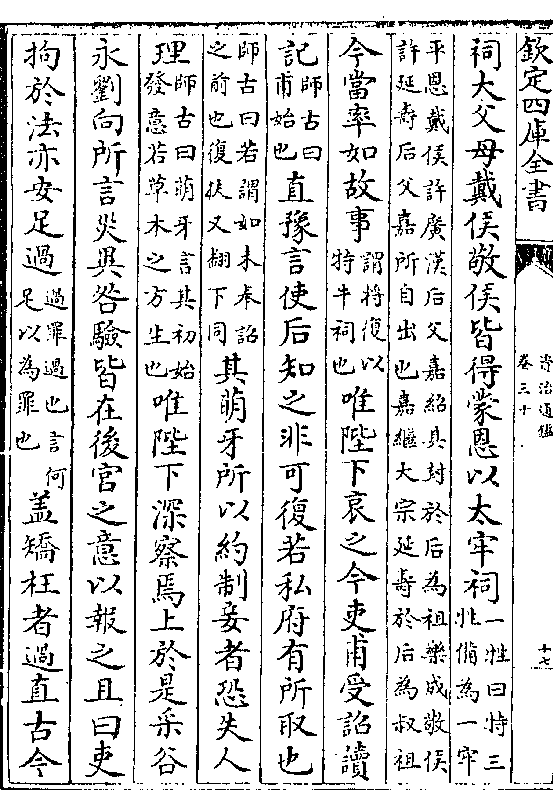 欽定四庫全書
資治通鑑
卷三十
十七
祠大父母戴侯敬侯皆得蒙恩以太牢祠一牲曰特三牲備為一牢
平恩戴侯許廣漢后父嘉紹其封於后為祖樂成敬侯
許延壽后父嘉所自出也嘉繼大宗延壽於后為叔祖
今當率如故事謂將復以特牛祠也唯陛下哀之今吏甫受詔讀
記師古曰甫始也直豫言使后知之非可復若私府有所取也
師古曰若謂如未奉詔之前也復扶又翻下同其萌牙所以約制妾者恐失人
理師古曰萌牙言其初始發意若草木之方生也唯陛下深察焉上於是采谷
永劉向所言災異咎驗皆在後宮之意以報之且曰吏
拘於法亦安足過過罪過也言何足以為罪也蓋矯枉者過直古今